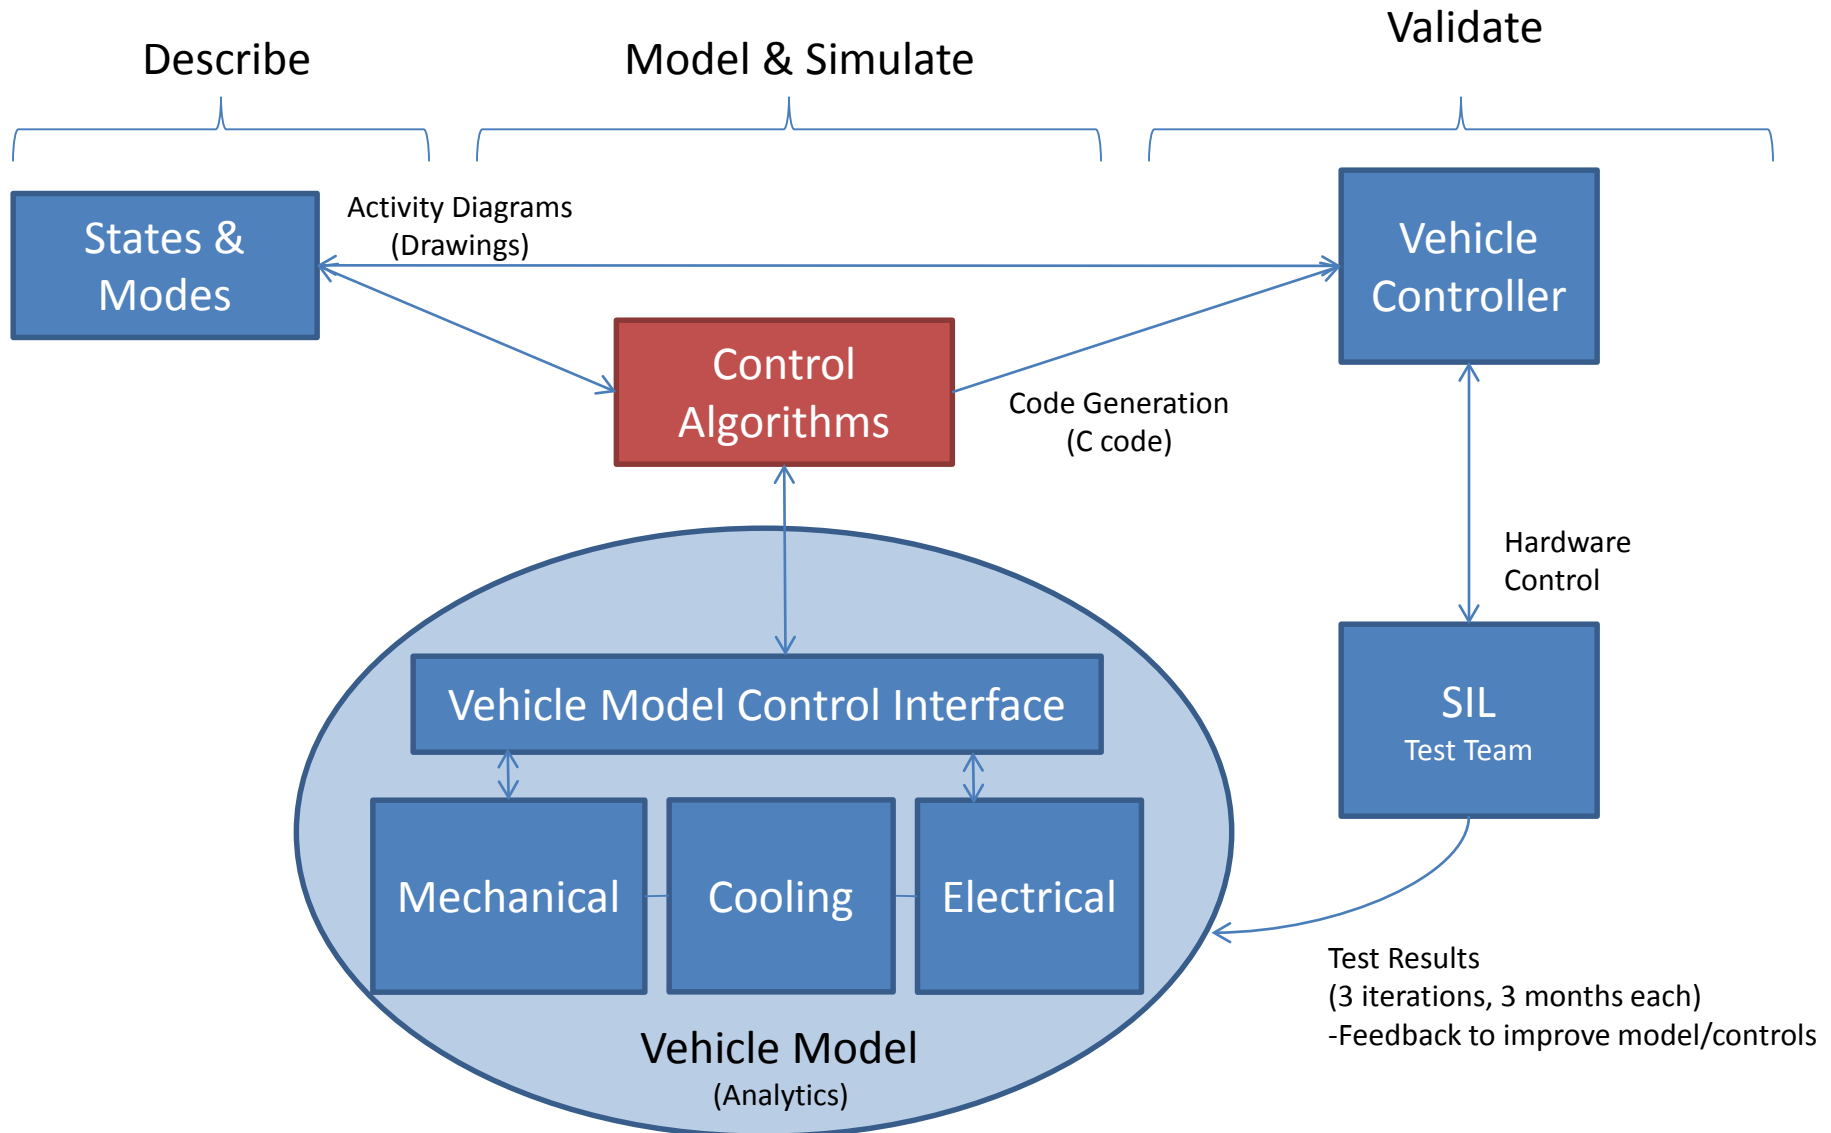 Describe
Model & Simulate
Validate
States &
Modes
Activity Diagrams
(Drawings)
Vehicle
Controller
Control
Algorithms
Code Generation
(C code)
Hardware
Control
Vehicle Model Control Interface
SIL
Test Team
Mechanical
Cooling
Electrical
Test Results
(3 iterations, 3 months each)
-Feedback to improve model/controls
Vehicle Model
(Analytics)